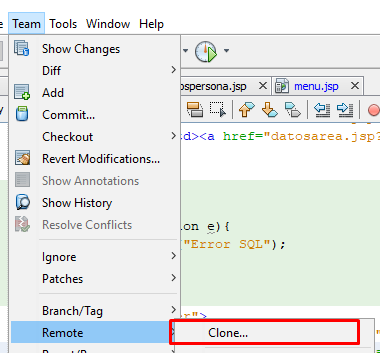 Team Tools Window Help
Show Changes
Diff
Add
ospersona.jsp menu.jsp
Commit...
Checkout
d><a href="datosarea.jsp?
Revert Modifications...
Show Annotations
Show History
ion e){
Resolve Conflicts
"Error SQL");
Ignore
Patches
Branch/Tag
r">
Remote
Clone...